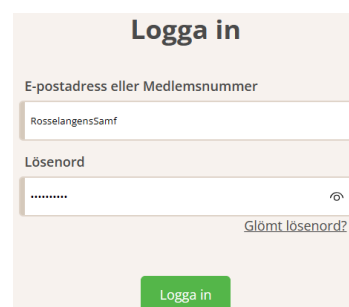 Logga in
E-postadress eller Medlemsnummer
RosselangensSamf
Lösenord
••••••••••
Glömt lösenord?
Logga in